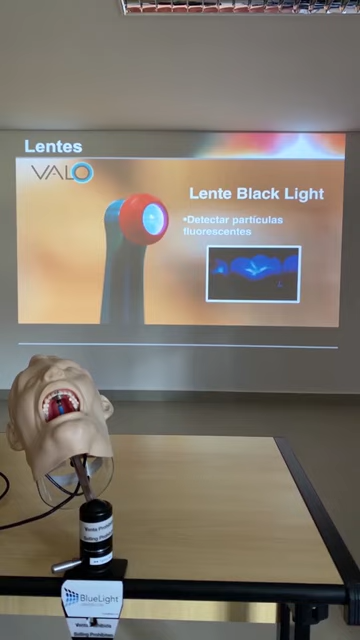 Lentes
VALO
Lente Black Light
•Detectar partículas
fluorescentes
BlueLight